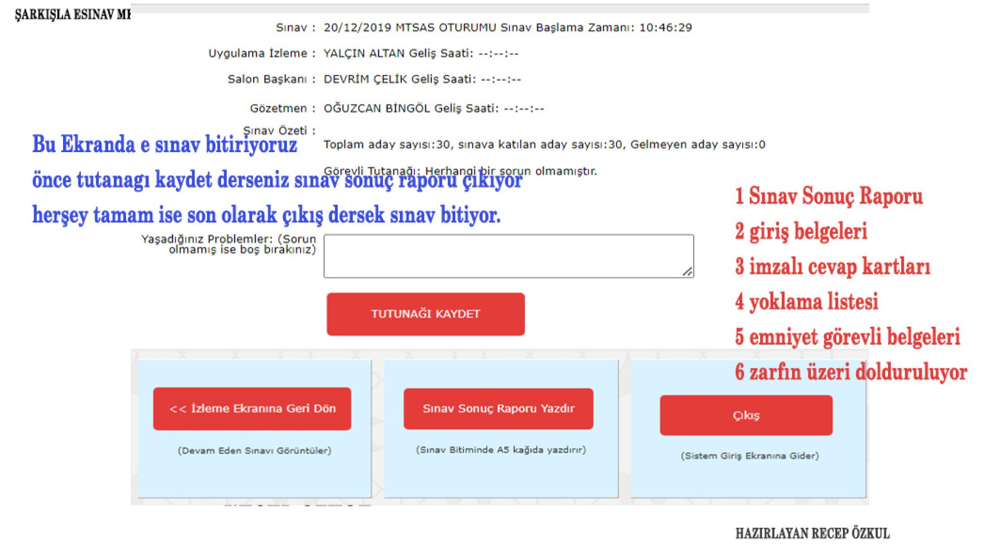 ŞARKIŞLA ESINAV
Sınav : 20/12/2019 MTSAS OTURUMU Sınav Başlama Zamanı: 10:46:29
Uygulama İzleme : YALÇIN ALTAN Geliş Saati: --:--:--
Salon Başkanı : DEVRİM ÇELİK Geliş Saati: --:--:--
Gözetmen : OĞUZCAN BİNGÖL Geliş Saati: --:--:--
Sınav Özeti :
Toplam aday sayısı:30, sınava katılan aday sayısı:30, Gelmeyen aday sayısı:0
Görevli Tutanağı: Herhangi bir sorun olmamıştır.
Bu Ekranda e sınav bitiriyoruz
önce tutanagı kaydet derseniz sınav sonuç raporu çıkıyor
herşey tamam ise son olarak çıkış dersek sınav bitiyor.
Yaşadığınız Problemler: (Sorun
olmamış ise boş bırakınız)
TUTUNAĞI KAYDET
1 Sınav Sonuç Raporu
2 giriş belgeleri
3 imzalı cevap kartları
4 yoklama listesi
5 emniyet görevli belgeleri
6 zarfın üzeri dolduruluyor
<< İzleme Ekranına Geri Dön
(Devam Eden Sınavı Görüntüler)
Sınav Sonuç Raporu Yazdır
(Sınav Bitiminde A5 kağıda yazdırır)
Çıkış
(Sistem Giriş Ekranına Gider)
HAZIRLAYAN RECEP ÖZKUL